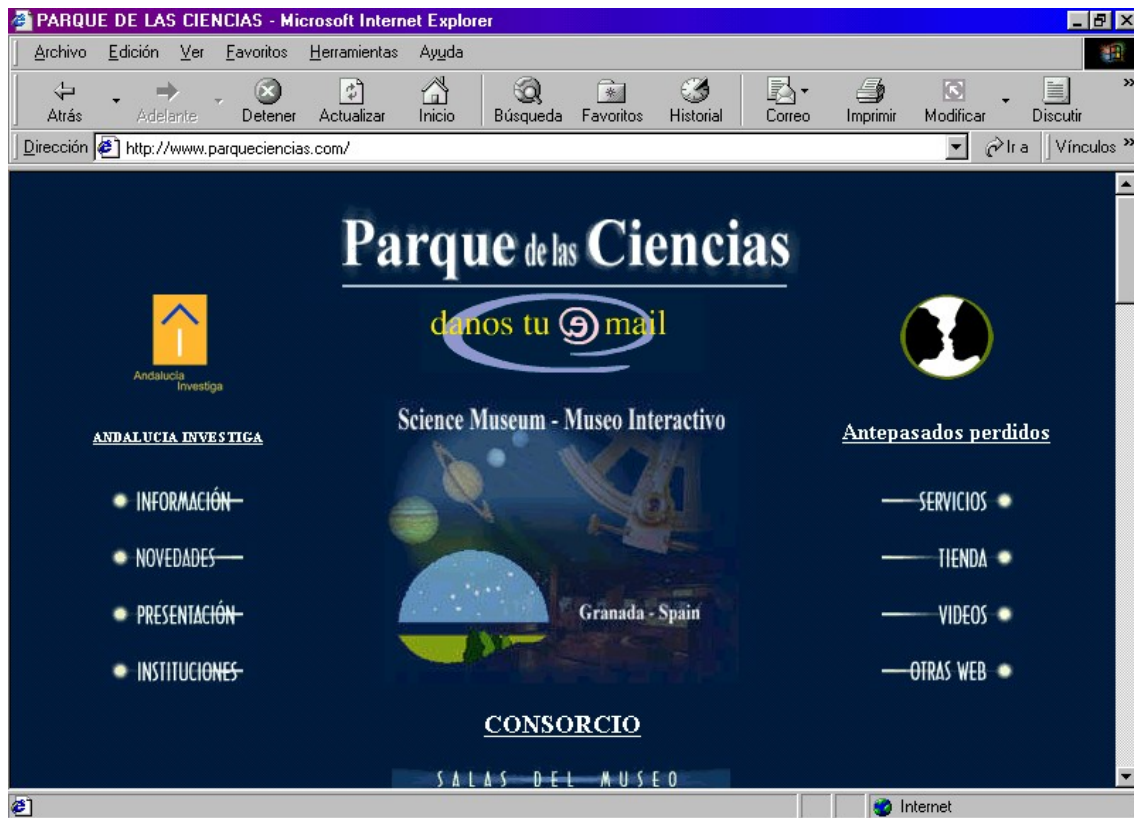 PARQUE DE LAS CIENCIAS - Microsoft Internet Explorer
Archivo Edición Ver Favoritos Herramientas Ayuda
Atrás Adelante Detener Actualizar Inicio Búsqueda Favoritos Historial Correo Imprimir Modificar Discutir
Dirección http://www.parqueciencias.com/ Ir a Vínculos
Parque de las Ciencias
danos tu e mail
Andalucía
Investiga
Science Museum - Museo Interactivo
ANDALUCIA INVESTIGA
Antepasados perdidos
INFORMACIÓN
SERVICIOS
NOVEDADES
TIENDA
PRESENTACIÓN
Granada - Spain
VIDEOS
INSTITUCIONES
OTRAS WEB
CONSORCIO
SALAS DEL MUSEO
Internet